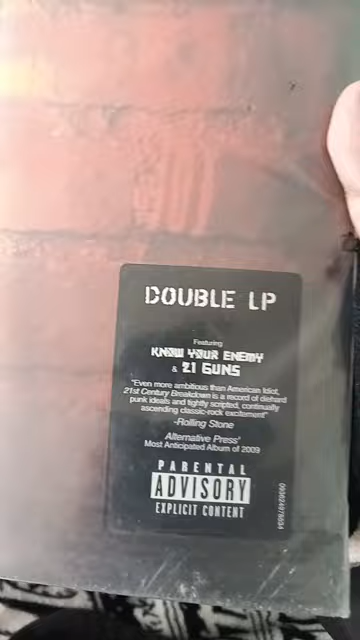 DOUBLE LP
Featuring
KNOW YOUR ENEMY
& 21 GUNS
"Even more ambitious than American Idiot,
21st Century Breakdown is a record of diehard
punk ideals and tightly scripted, continually
ascending classic-rock excitement"
-Rolling Stone
Alternative Press'
Most Anticipated Album of 2009
PARENTAL
ADVISORY
EXPLICIT CONTENT